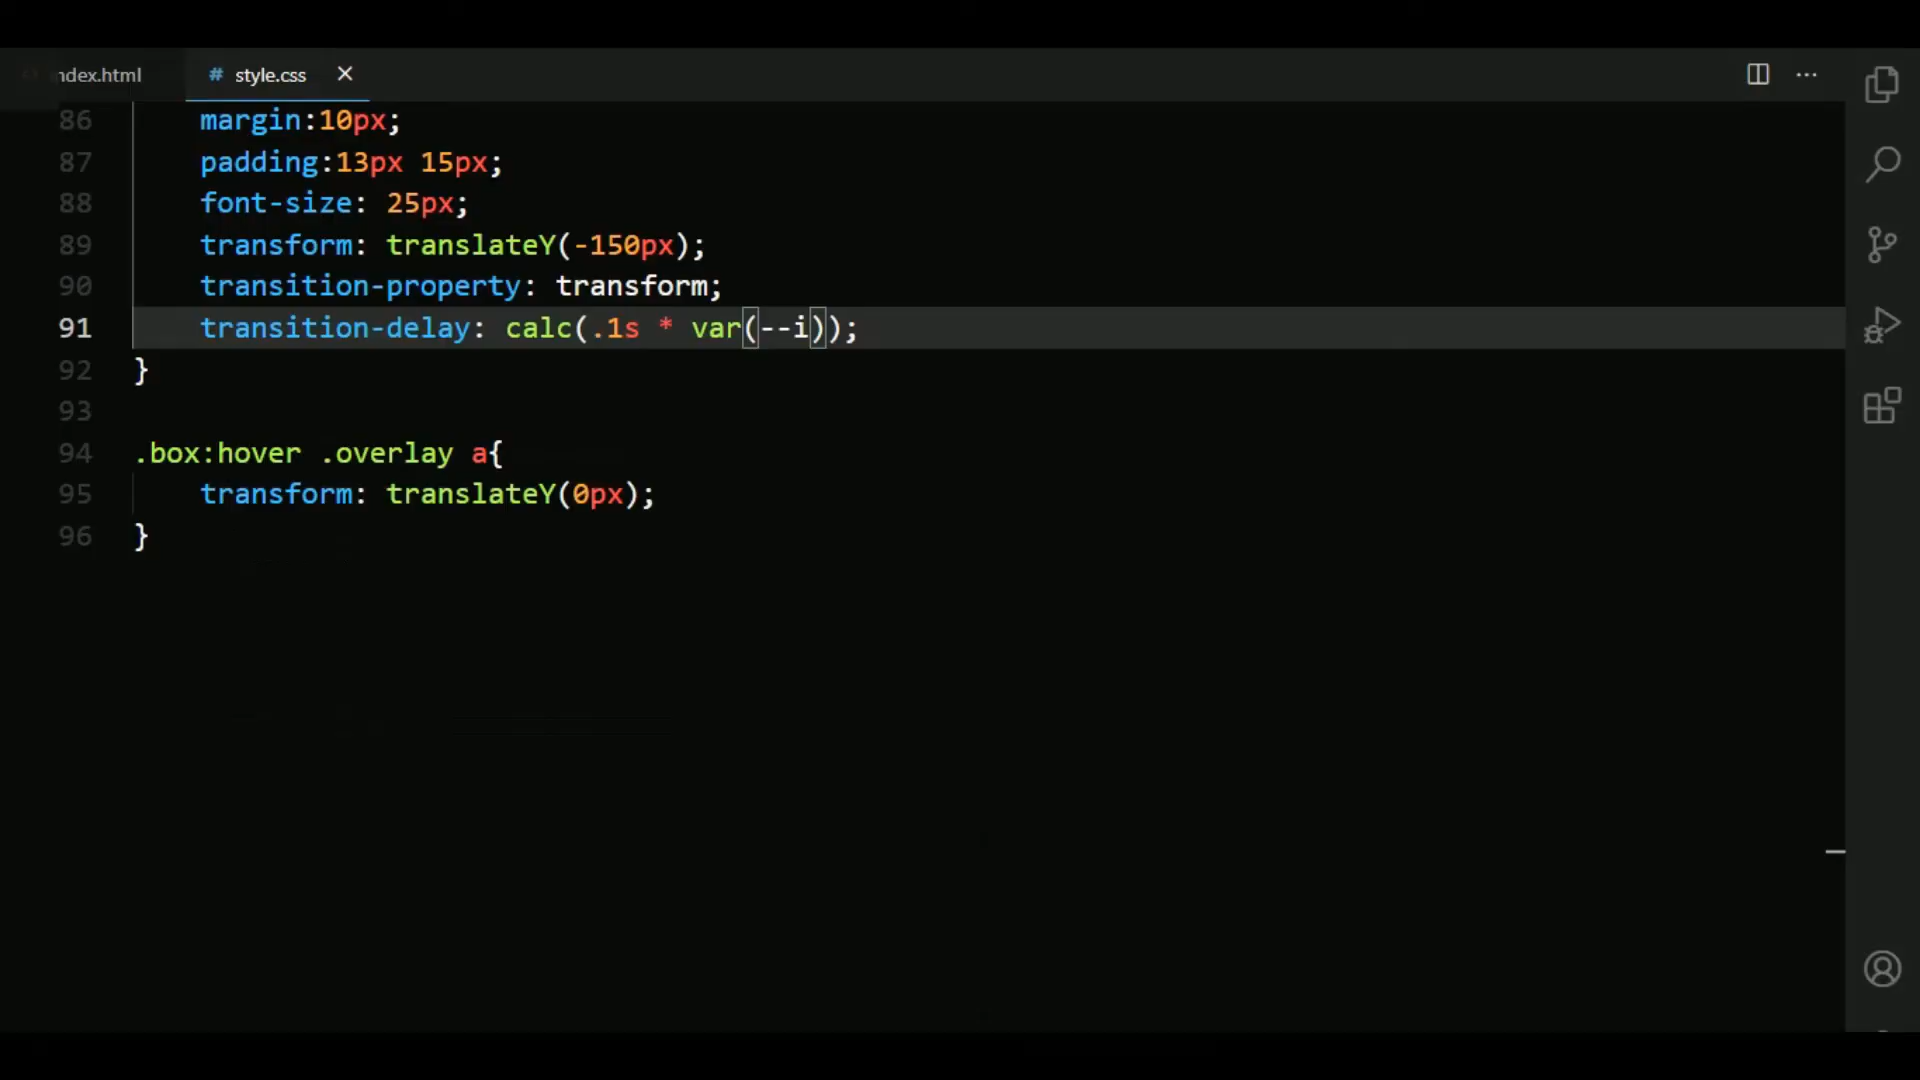 ndex.html
# style.css
86 margin:10px;
87 padding:13px 15px;
88 font-size: 25px;
89 transform: translateY(-150px);
90 transition-property: transform;
91 transition-delay: calc(.1s * var(--i));
92 }
93
94 .box:hover .overlay a{
95 transform: translateY(0px);
96 }